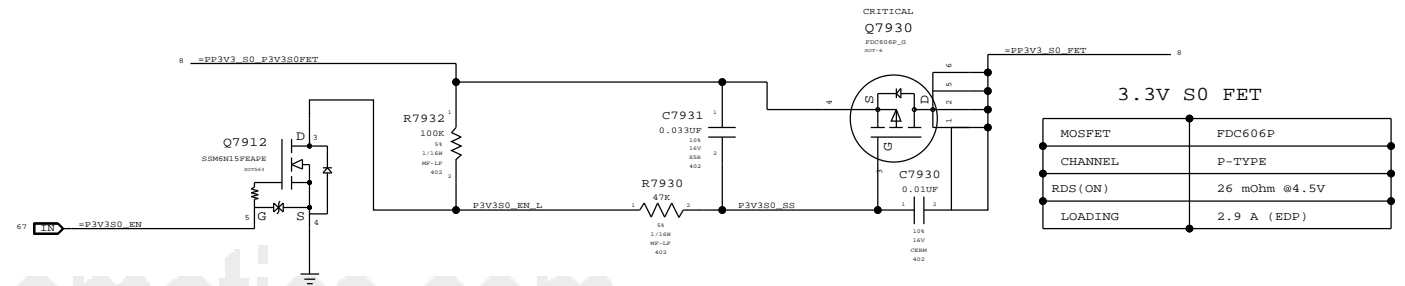 CRITICAL
Q7930
FDC606P_G
SOT-6
8 =PP3V3_S0_P3V3S0FET
=PP3V3_S0_FET 8
6
5
2
1
4
S
D
G
3
3.3V S0 FET
MOSFET FDC606P
CHANNEL P-TYPE
RDS(ON) 26 mOhm @4.5V
LOADING 2.9 A (EDP)
R7932
100K
5%
1/16W
MF-LF
402
1
2
C7931
0.033UF
10%
16V
X5R
402
1
2
Q7912
SSM6N15FEAPE
SOT563
D 3
5 G S 4
67 IN =P3V3S0_EN
P3V3S0_EN_L
R7930
47K
1 2
5%
1/16W
MF-LF
402
P3V3S0_SS
C7930
0.01UF
1 2
10%
16V
CERM
402